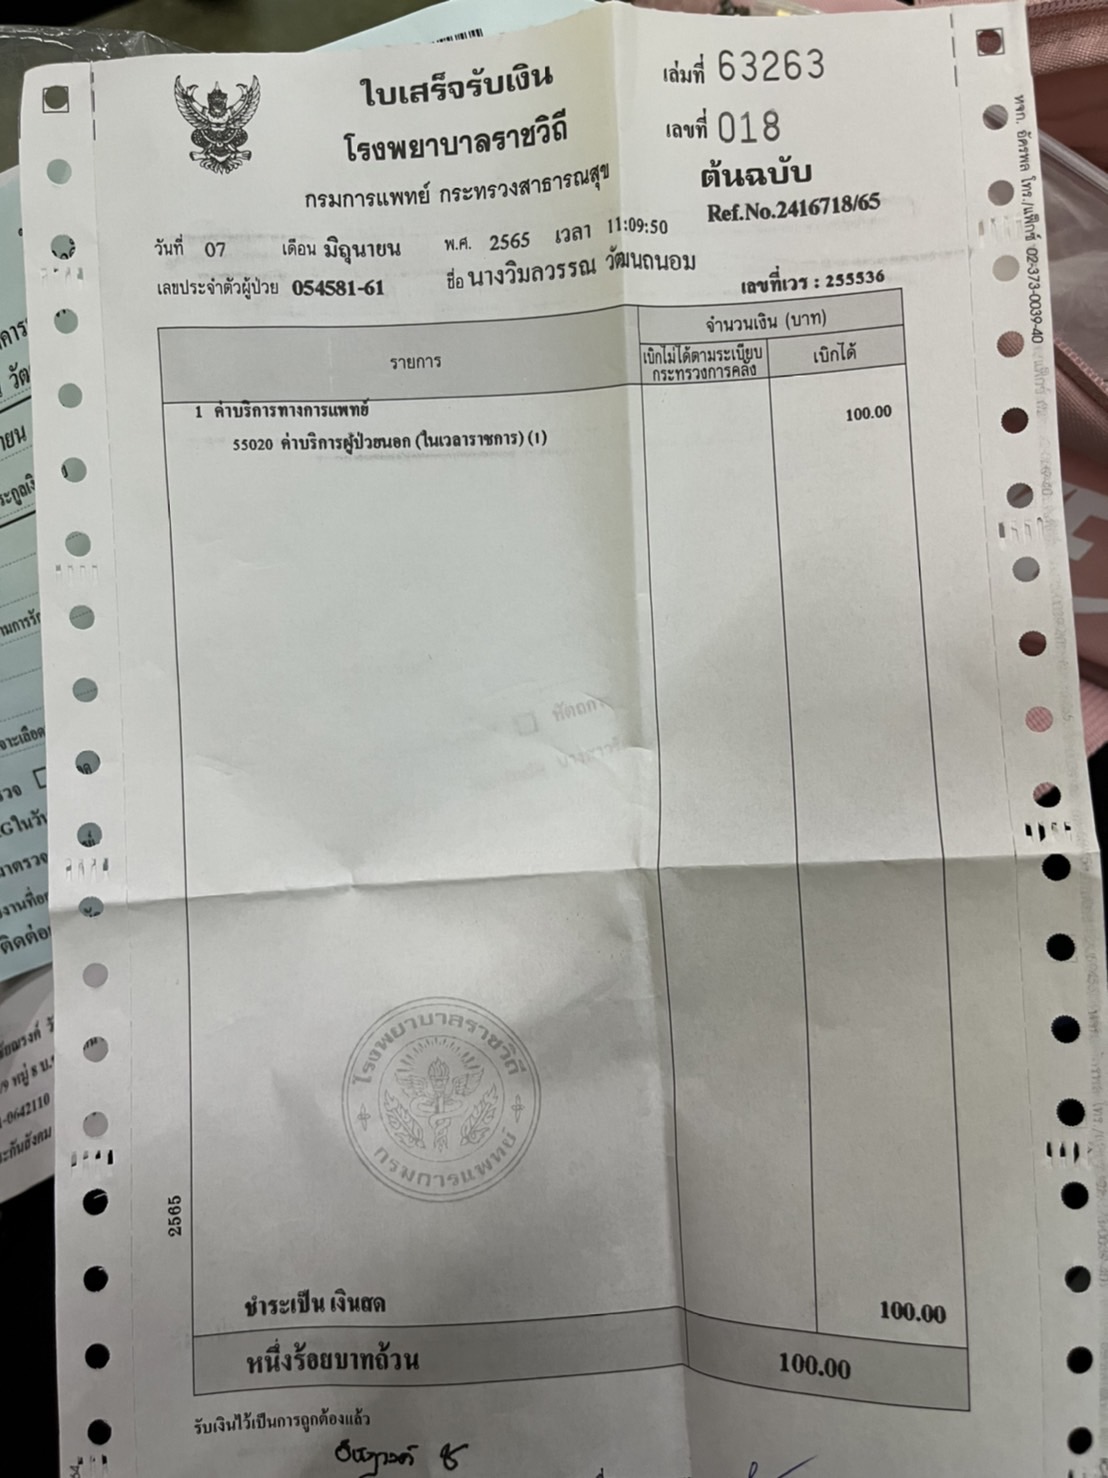 ใบเสร็จรับเงิน
เล่มที่ 63263
โรงพยาบาลราชวิถี
เลขที่ 018
กรมการแพทย์ กระทรวงสาธารณสุข
ต้นฉบับ
Ref.No.2416718/65
วันที่ 07 เดือน มิถุนายน พ.ศ. 2565 เวลา 11:09:50
เลขประจำตัวผู้ป่วย 054581-61 ชื่อ นางวิมลวรรณ วัฒนถนอม
เลขที่เวร : 255536
รายการ
จำนวนเงิน (บาท)
เบิกไม่ได้ตามระเบียบ
กระทรวงการคลัง
เบิกได้
1 ค่าบริการทางการแพทย์ 100.00
55020 ค่าบริการผู้ป่วยนอก (ในเวลาราชการ) (1)
โรงพยาบาลราชวิถี
กรมการแพทย์
2565
ชำระเป็น เงินสด 100.00
หนึ่งร้อยบาทถ้วน 100.00
รับเงินไว้เป็นการถูกต้องแล้ว
02-373-0039-40
ติดต่อ
-0642110